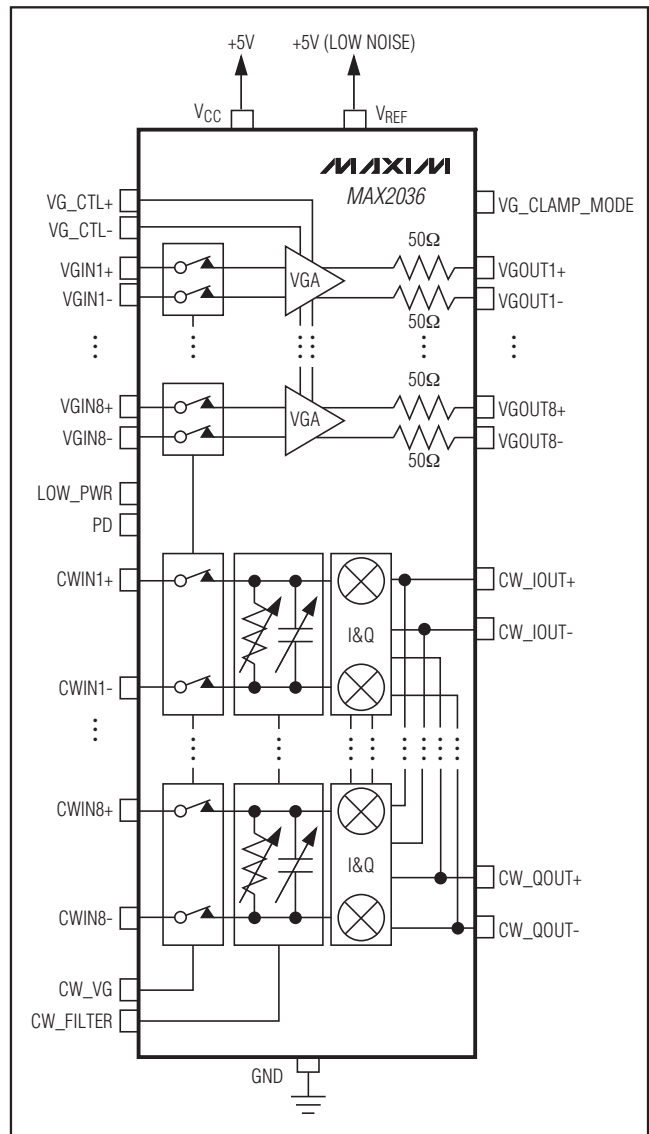 +5V +5V (LOW NOISE)
VCC VREF
MAXIM
MAX2036
VG_CTL+
VG_CTL-
VG_CLAMP_MODE
VGIN1+
VGIN1-
VGA
50Ω
50Ω
VGOUT1+
VGOUT1-
VGIN8+
VGIN8-
VGA
50Ω
50Ω
VGOUT8+
VGOUT8-
LOW_PWR
PD
CWIN1+
CWIN1-
I&Q
CW_IOUT+
CW_IOUT-
CWIN8+
CWIN8-
I&Q
CW_QOUT+
CW_QOUT-
CW_VG
CW_FILTER
GND